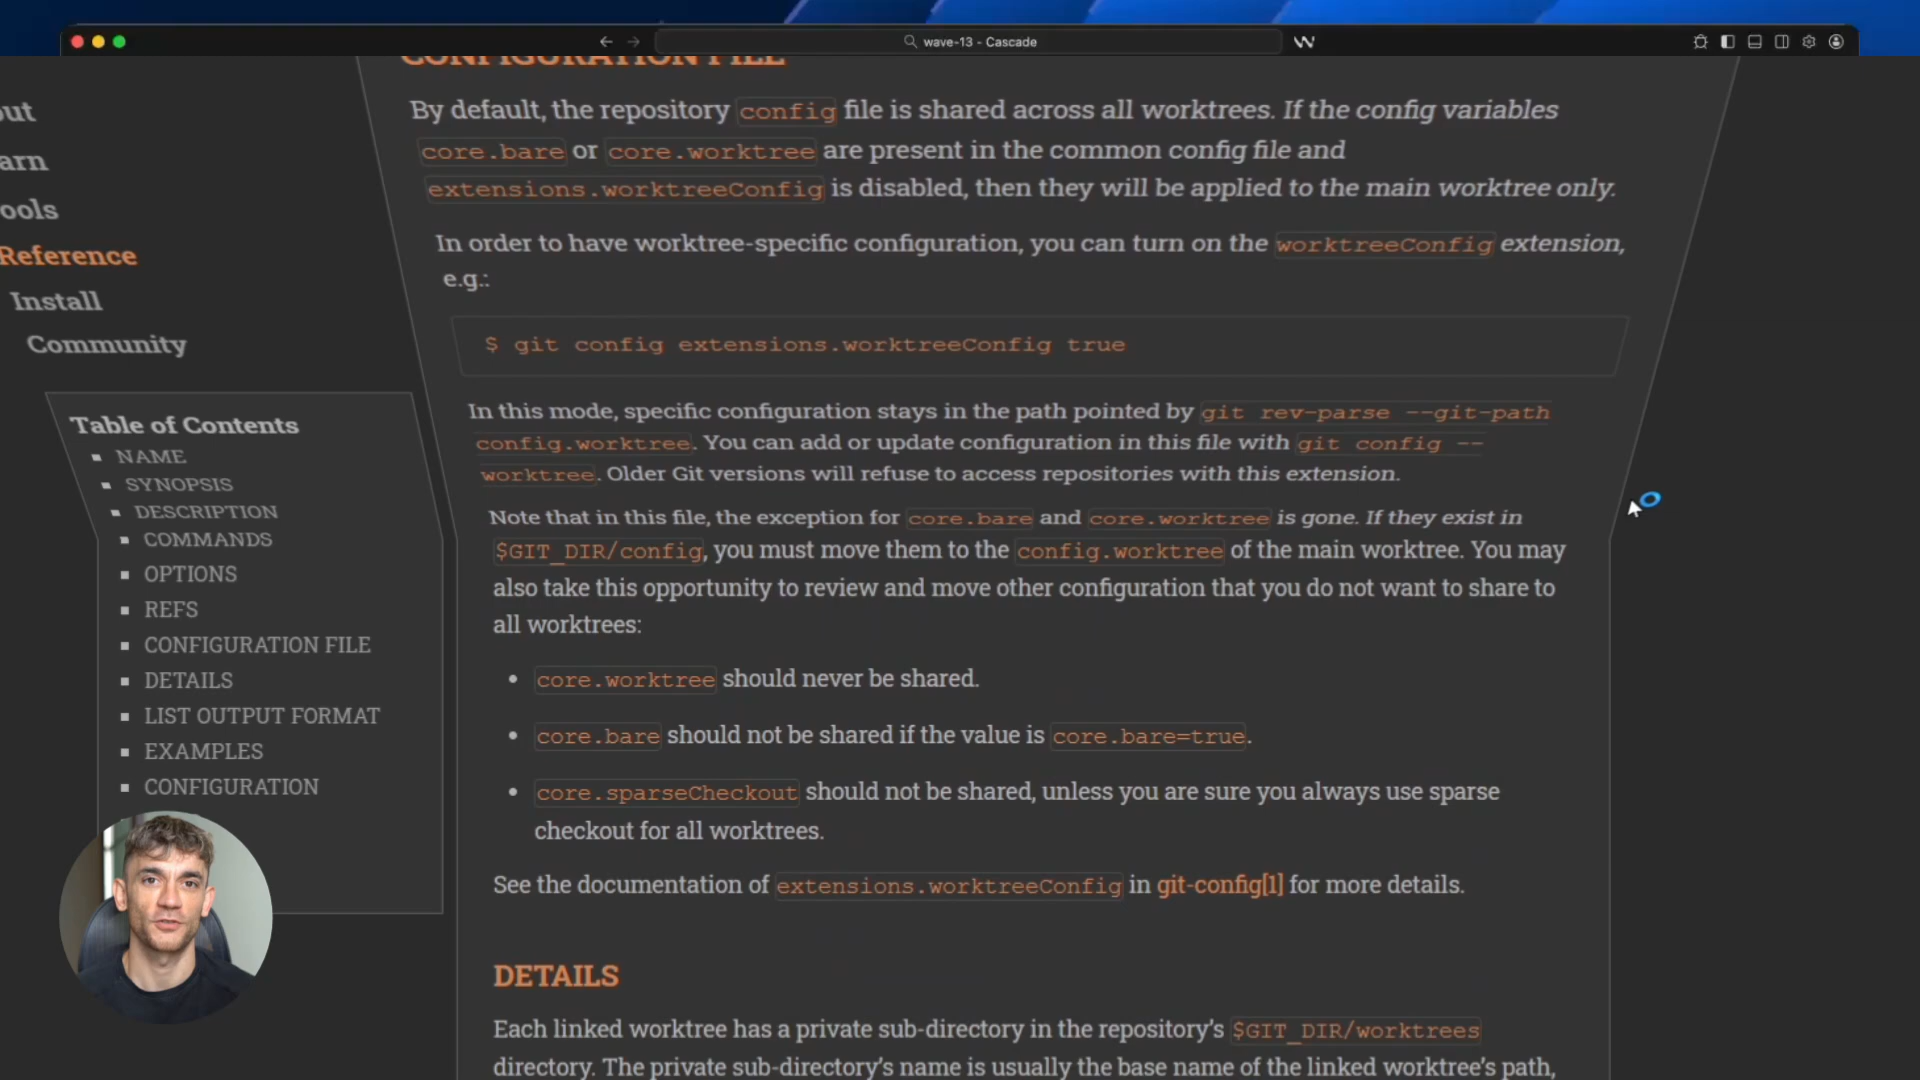 wave-13 - Cascade
CONFIGURATION FILE
By default, the repository config file is shared across all worktrees. If the config variables
core.bare or core.worktree are present in the common config file and
extensions.worktreeConfig is disabled, then they will be applied to the main worktree only.
In order to have worktree-specific configuration, you can turn on the worktreeConfig extension,
e.g.:
$ git config extensions.worktreeConfig true
In this mode, specific configuration stays in the path pointed by git rev-parse --git-path
config.worktree. You can add or update configuration in this file with git config --
worktree. Older Git versions will refuse to access repositories with this extension.
Note that in this file, the exception for core.bare and core.worktree is gone. If they exist in
$GIT_DIR/config, you must move them to the config.worktree of the main worktree. You may
also take this opportunity to review and move other configuration that you do not want to share to
all worktrees:
core.worktree should never be shared.
core.bare should not be shared if the value is core.bare=true.
core.sparseCheckout should not be shared, unless you are sure you always use sparse
checkout for all worktrees.
See the documentation of extensions.worktreeConfig in git-config[1] for more details.
DETAILS
Each linked worktree has a private sub-directory in the repository's $GIT_DIR/worktrees
directory. The private sub-directory's name is usually the base name of the linked worktree's path,
out
arn
ools
Reference
Install
Community
Table of Contents
NAME
SYNOPSIS
DESCRIPTION
COMMANDS
OPTIONS
REFS
CONFIGURATION FILE
DETAILS
LIST OUTPUT FORMAT
EXAMPLES
CONFIGURATION